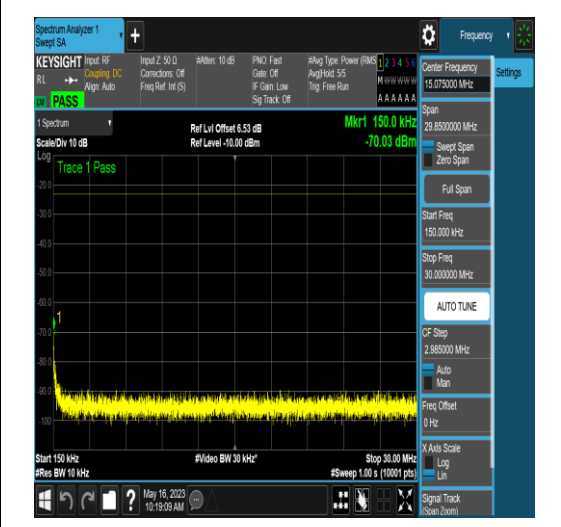 Spectrum Analyzer 1
Swept SA
Frequency
KEYSIGHT
Input: RF
Input Z: 50 Ω
#Atten: 10 dB
PNO: Fast
#Avg Type: Power (RMS
1 2 3 4 5 6
RL
Coupling: DC
Corrections: Off
Gate: Off
Avg|Hold: 5/5
M W W W W W
Align: Auto
Freq Ref: Int (S)
IF Gain: Low
Trig: Free Run
Sig Track: Off
A A A A A A
PASS
1 Spectrum
Scale/Div 10 dB
Ref Lvl Offset 6.53 dB
Ref Level -10.00 dBm
Mkr1 150.0 kHz
-70.03 dBm
Log
Trace 1 Pass
-20.0
-30.0
-40.0
-50.0
-60.0
1
-70.0
-80.0
-90.0
-100
Start 150 kHz
#Video BW 30 kHz*
Stop 30.00 MHz
#Res BW 10 kHz
#Sweep 1.00 s (10001 pts)
May 16, 2023
10:19:09 AM
Settings
Center Frequency
15.075000 MHz
Span
29.8500000 MHz
Swept Span
Zero Span
Full Span
Start Freq
150.000 kHz
Stop Freq
30.000000 MHz
AUTO TUNE
CF Step
2.985000 MHz
Auto
Man
Freq Offset
0 Hz
X Axis Scale
Log
Lin
Signal Track
(Span Zoom)